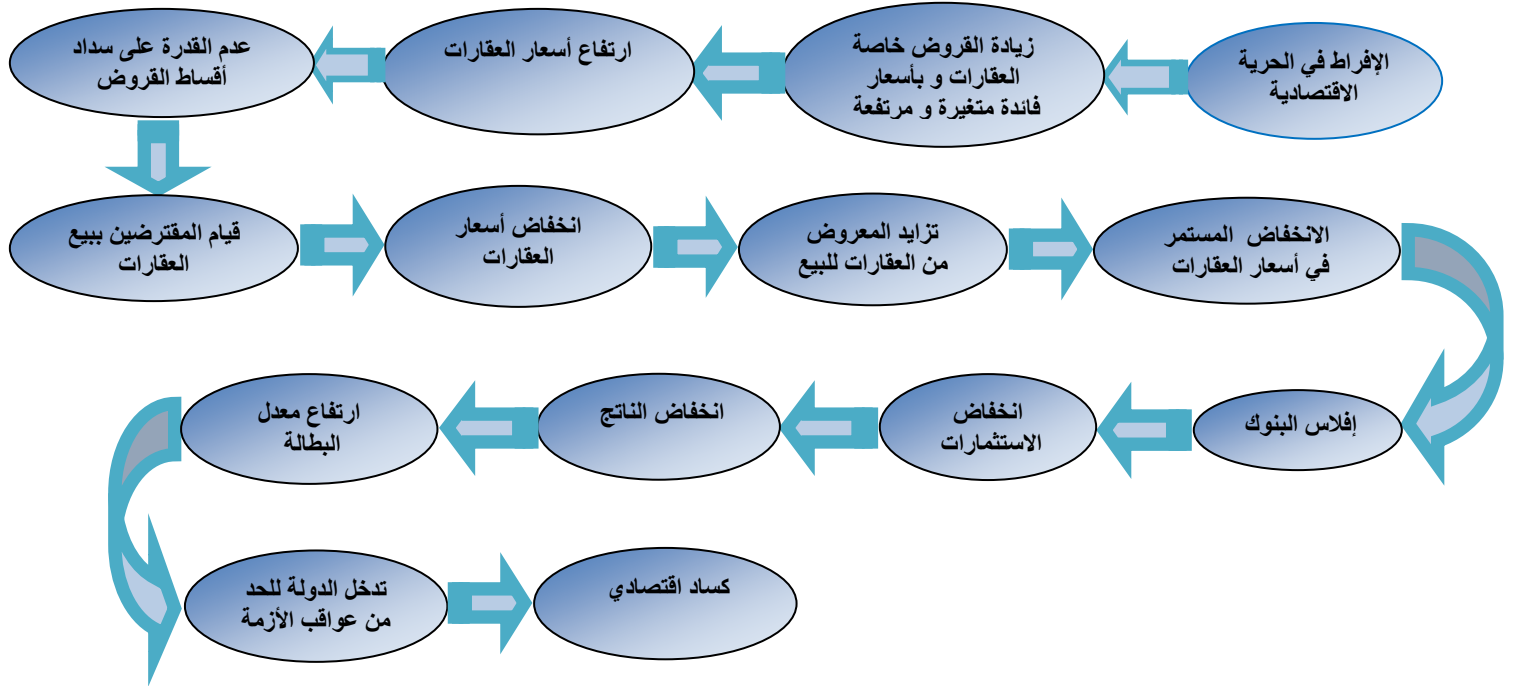 الإفراط في الحرية
الاقتصادية
زيادة القروض خاصة
العقارات و بأسعار
فائدة متغيرة و مرتفعة
ارتفاع أسعار العقارات
عدم القدرة على سداد
أقساط القروض
قيام المقترضين ببيع
العقارات
انخفاض أسعار
العقارات
تزايد المعروض
من العقارات للبيع
الانخفاض المستمر
في أسعار العقارات
إفلاس البنوك
انخفاض
الاستثمارات
انخفاض الناتج
ارتفاع معدل
البطالة
تدخل الدولة للحد
من عواقب الأزمة
كساد اقتصادي